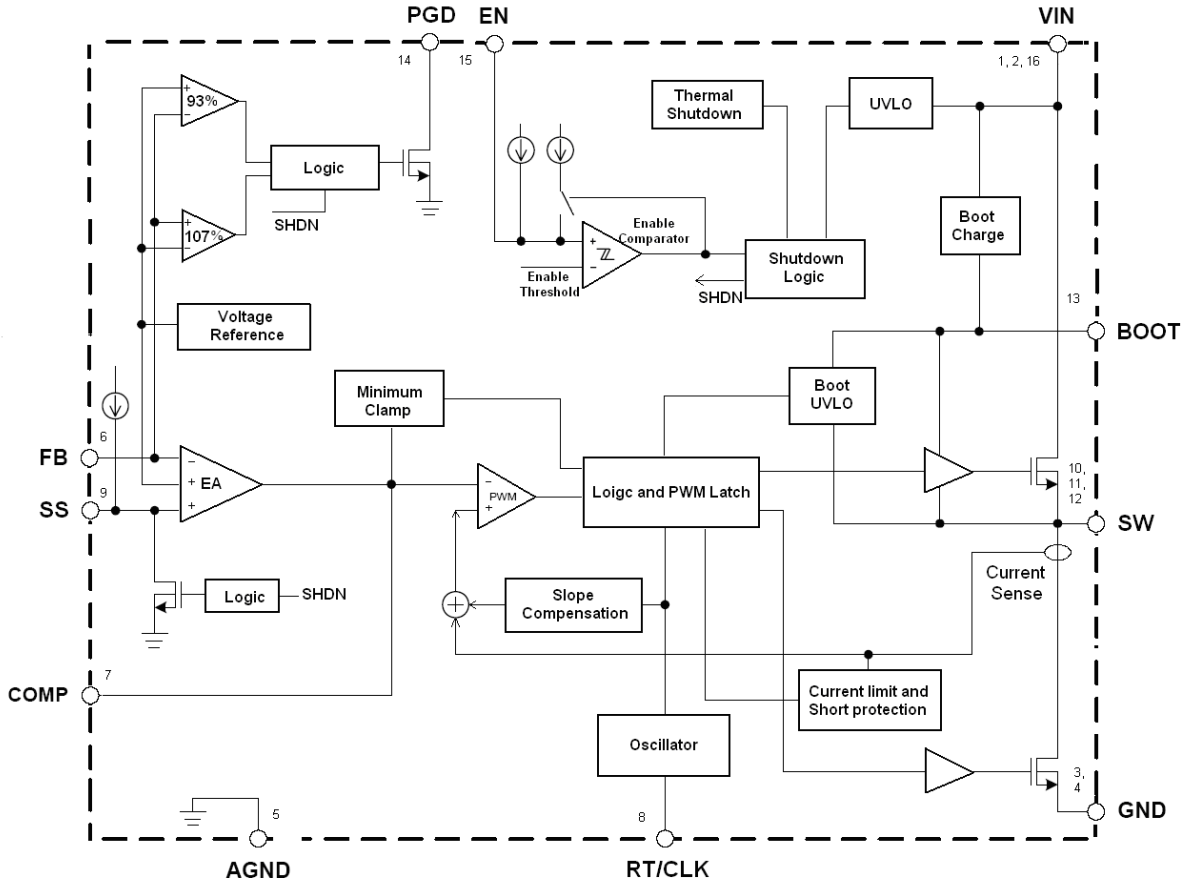 PGD
EN
VIN
14
15
1, 2, 16
+
93%
−
Thermal
Shutdown
UVLO
Logic
SHDN
+
107%
−
Boot
Charge
Enable
Comparator
+
−
Enable
Threshold
Shutdown
Logic
SHDN
13
BOOT
Voltage
Reference
Minimum
Clamp
Boot
UVLO
6
FB
−
+ EA
+
9
SS
−
PWM
+
Loigc and PWM Latch
10,
11,
12
SW
Current
Sense
Logic
SHDN
Slope
Compensation
+
7
COMP
Current limit and
Short protection
Oscillator
3,
4
GND
5
8
AGND
RT/CLK